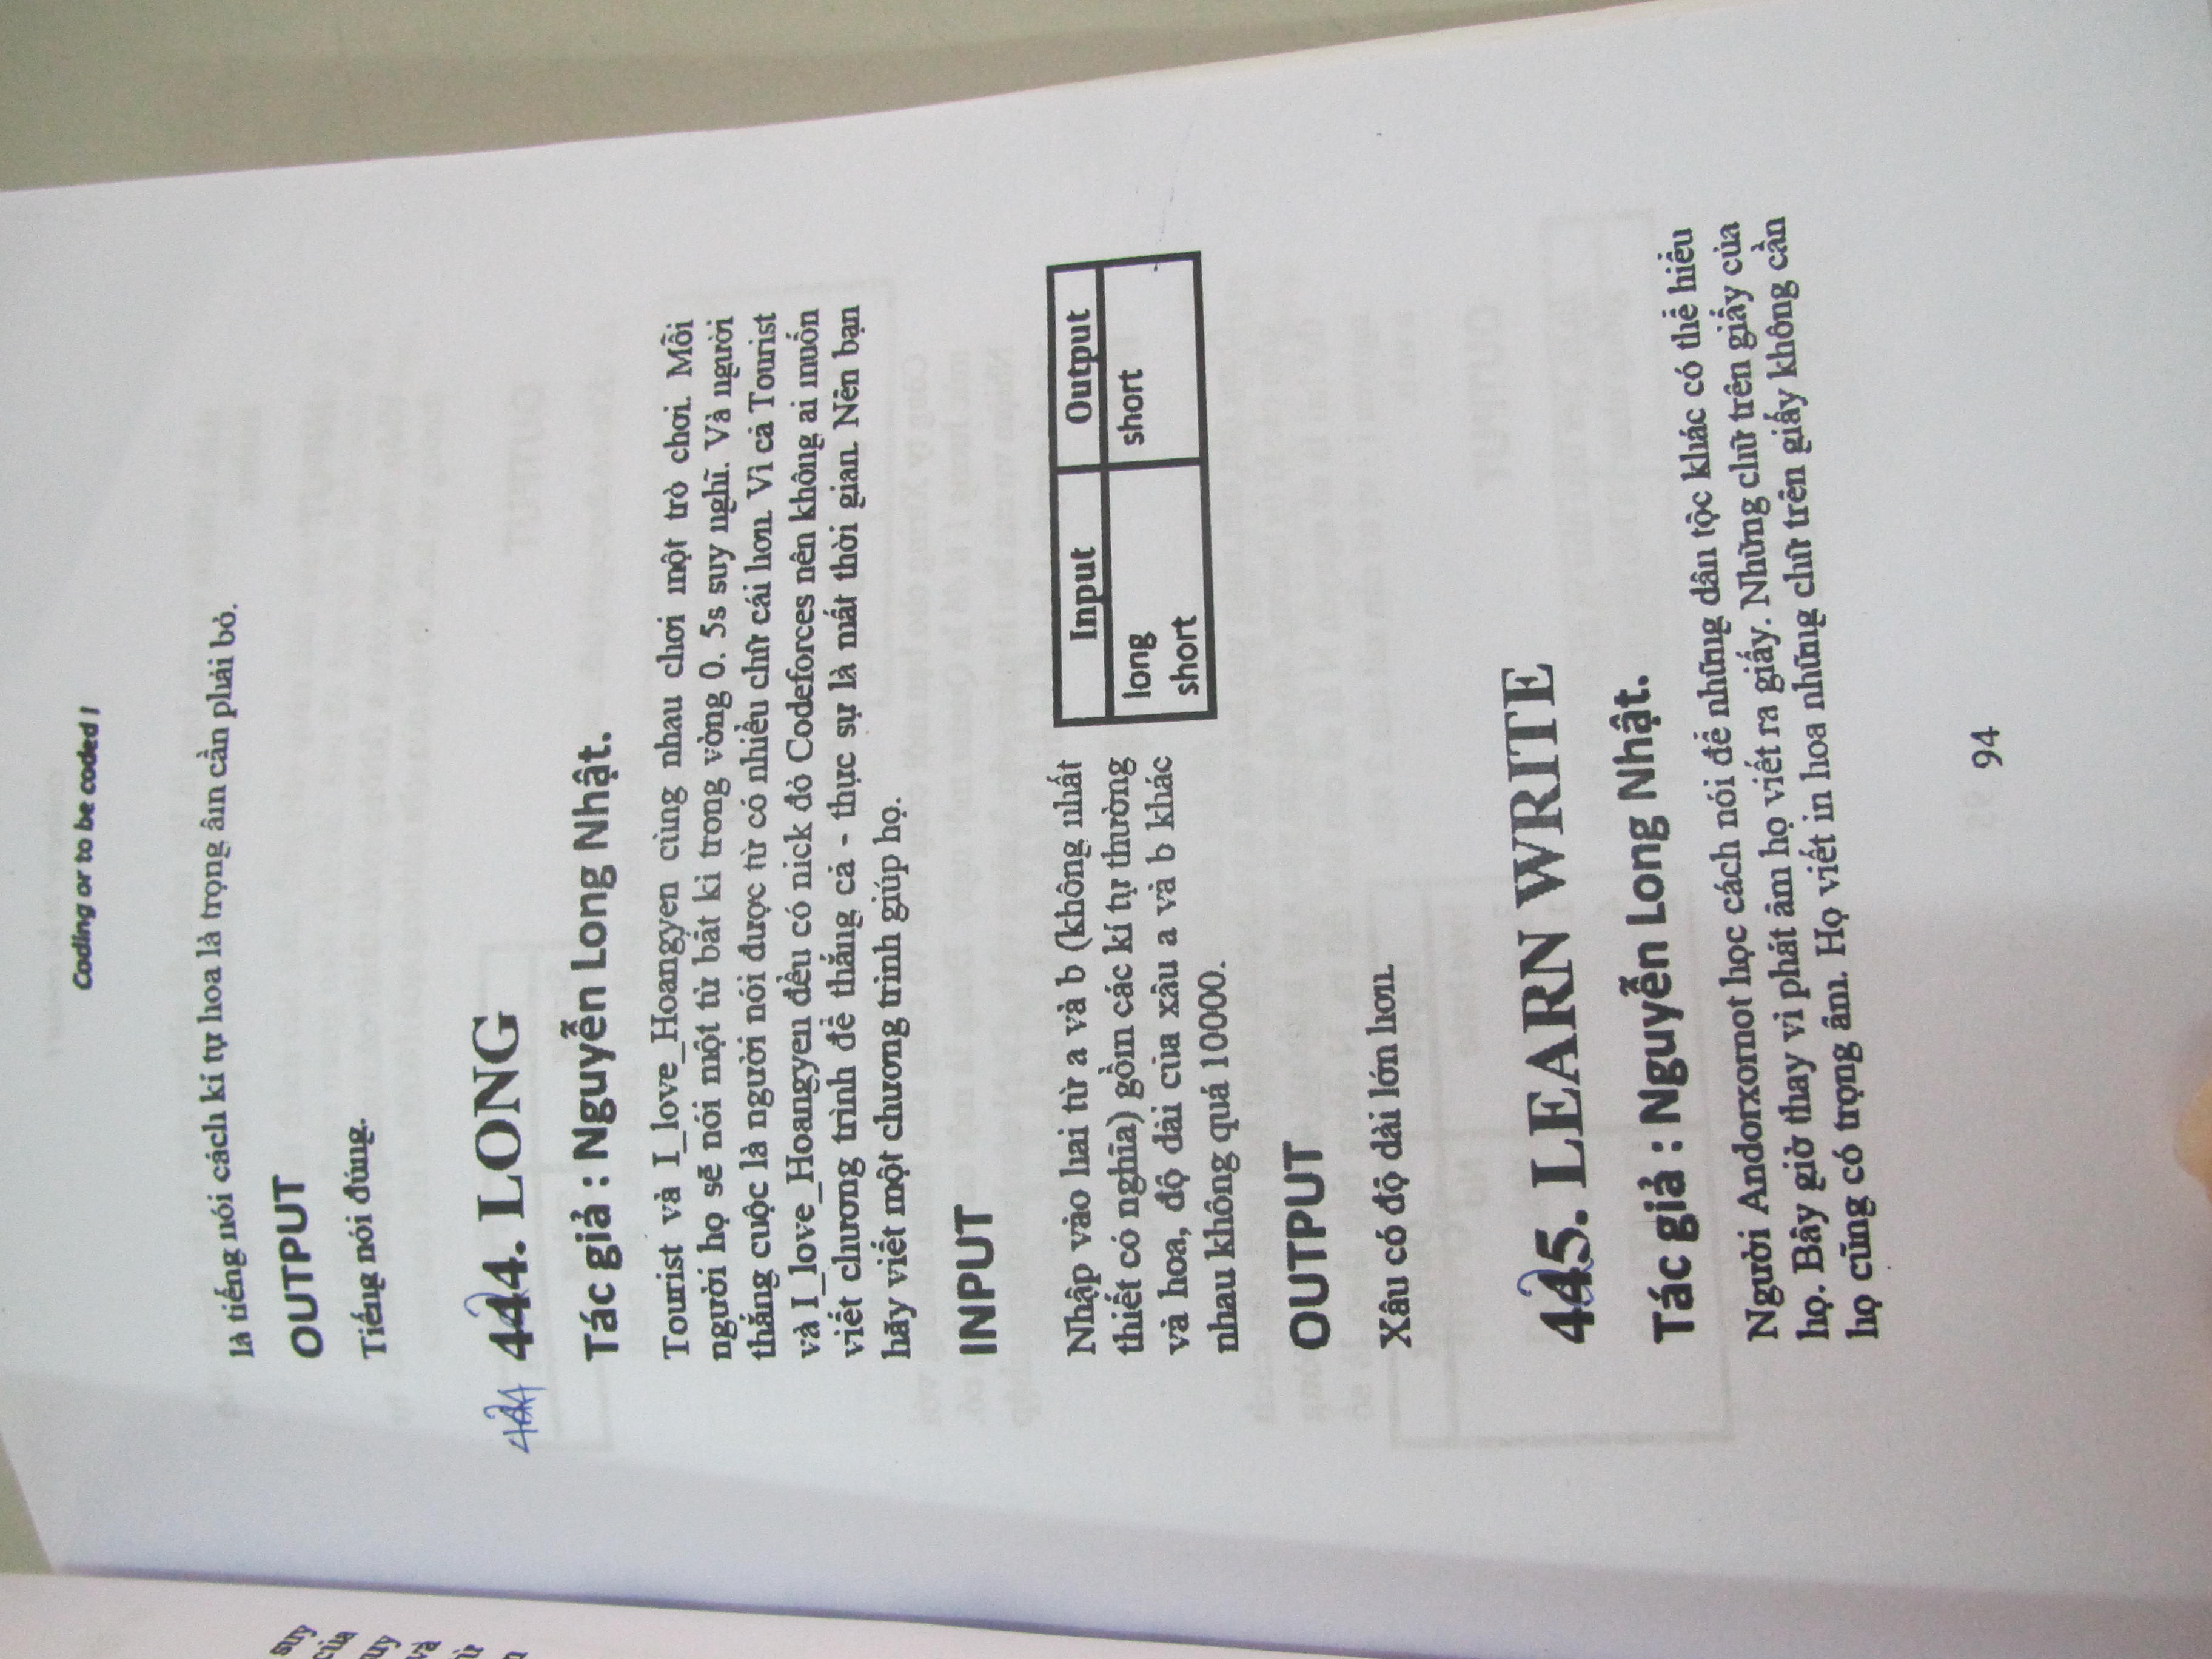 Coding or to be coded !
là tiếng nói cách kí tự hoa là trọng âm cần phải bỏ.
OUTPUT
Tiếng nói đúng.
444. LONG
Tác giả : Nguyễn Long Nhật.
Tourist và I_love_Hoangyen cùng nhau chơi một trò chơi. Mỗi
người họ sẽ nói một từ bất kì trong vòng 0. 5s suy nghĩ. Và người
thắng cuộc là người nói được từ có nhiều chữ cái hơn. Vì cả Tourist
và I_love_Hoangyen đều có nick đỏ Codeforces nên không ai muốn
viết chương trình để thắng cả - thực sự là mất thời gian. Nên bạn
hãy viết một chương trình giúp họ.
INPUT
Nhập vào hai từ a và b (không nhất
thiết có nghĩa) gồm các kí tự thường
và hoa, độ dài của xâu a và b khác
nhau không quá 10000.
Input Output
long short
short
OUTPUT
Xâu có độ dài lớn hơn.
445. LEARN WRITE
Tác giả : Nguyễn Long Nhật.
Người Andorxornot học cách nói để những dân tộc khác có thể hiểu
họ. Bây giờ thay vì phát âm họ viết ra giấy. Những chữ trên giấy của
họ cũng có trọng âm. Họ viết in hoa những chữ trên giấy không cần
94
suy
của
uy
và